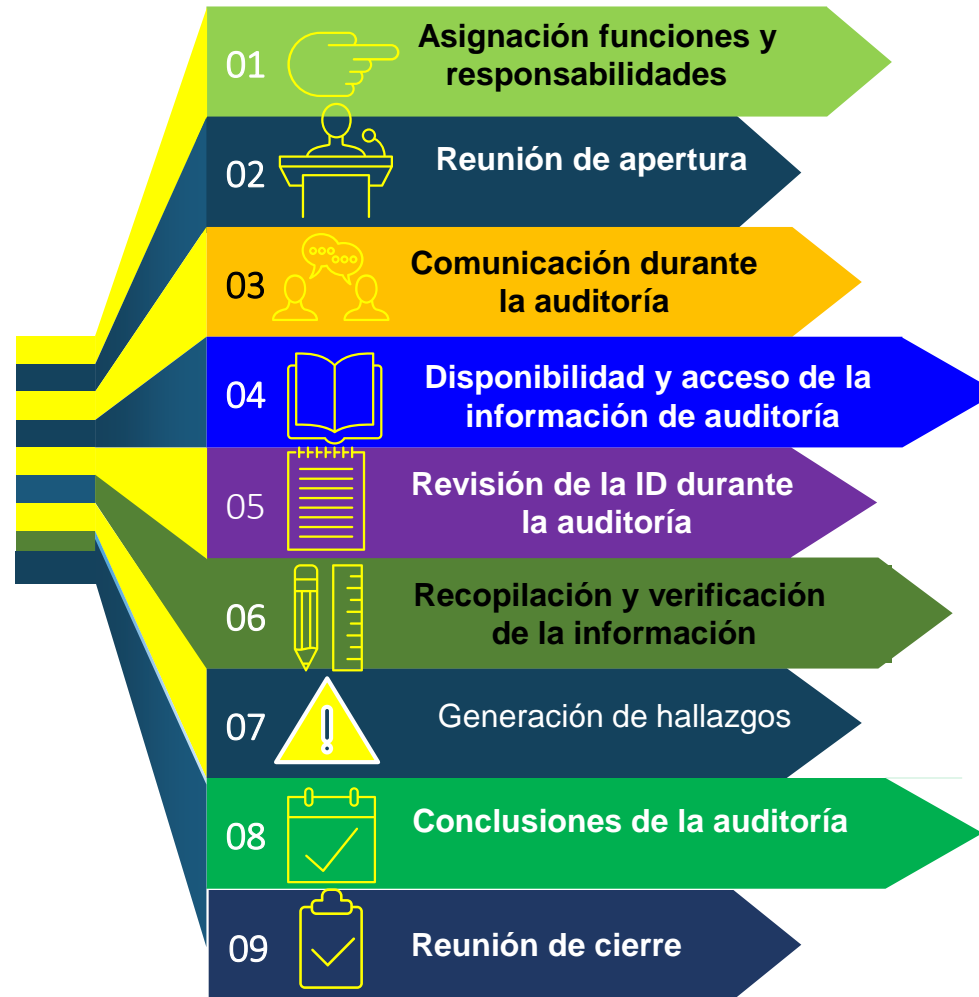 01
Asignación funciones y
responsabilidades
02
Reunión de apertura
03
Comunicación durante
la auditoría
04
Disponibilidad y acceso de la
información de auditoría
05
Revisión de la ID durante
la auditoría
06
Recopilación y verificación
de la información
07
Generación de hallazgos
08
Conclusiones de la auditoría
09
Reunión de cierre